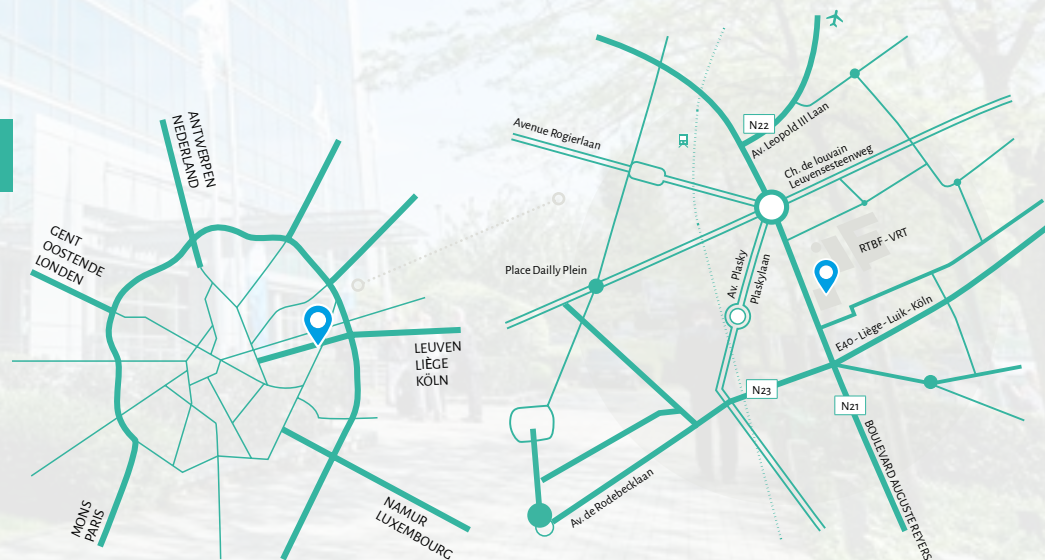 ANTWERPEN
NEDERLAND
GENT
OOSTENDE
LONDEN
LEUVEN
LIÈGE
KÖLN
MONS
PARIS
NAMUR
LUXEMBOURG
Avenue Rogierlaan
N22
Av. Leopold III Laan
Ch. de louvain
Leuvensesteenweg
RTBF - VRT
Place Dailly Plein
Av. Plasky
Plaskylaan
E40 - Liège - Luik - Köln
N23
N21
Av. de Rodebecklaan
BOULEVARD AUGUSTE REYERS